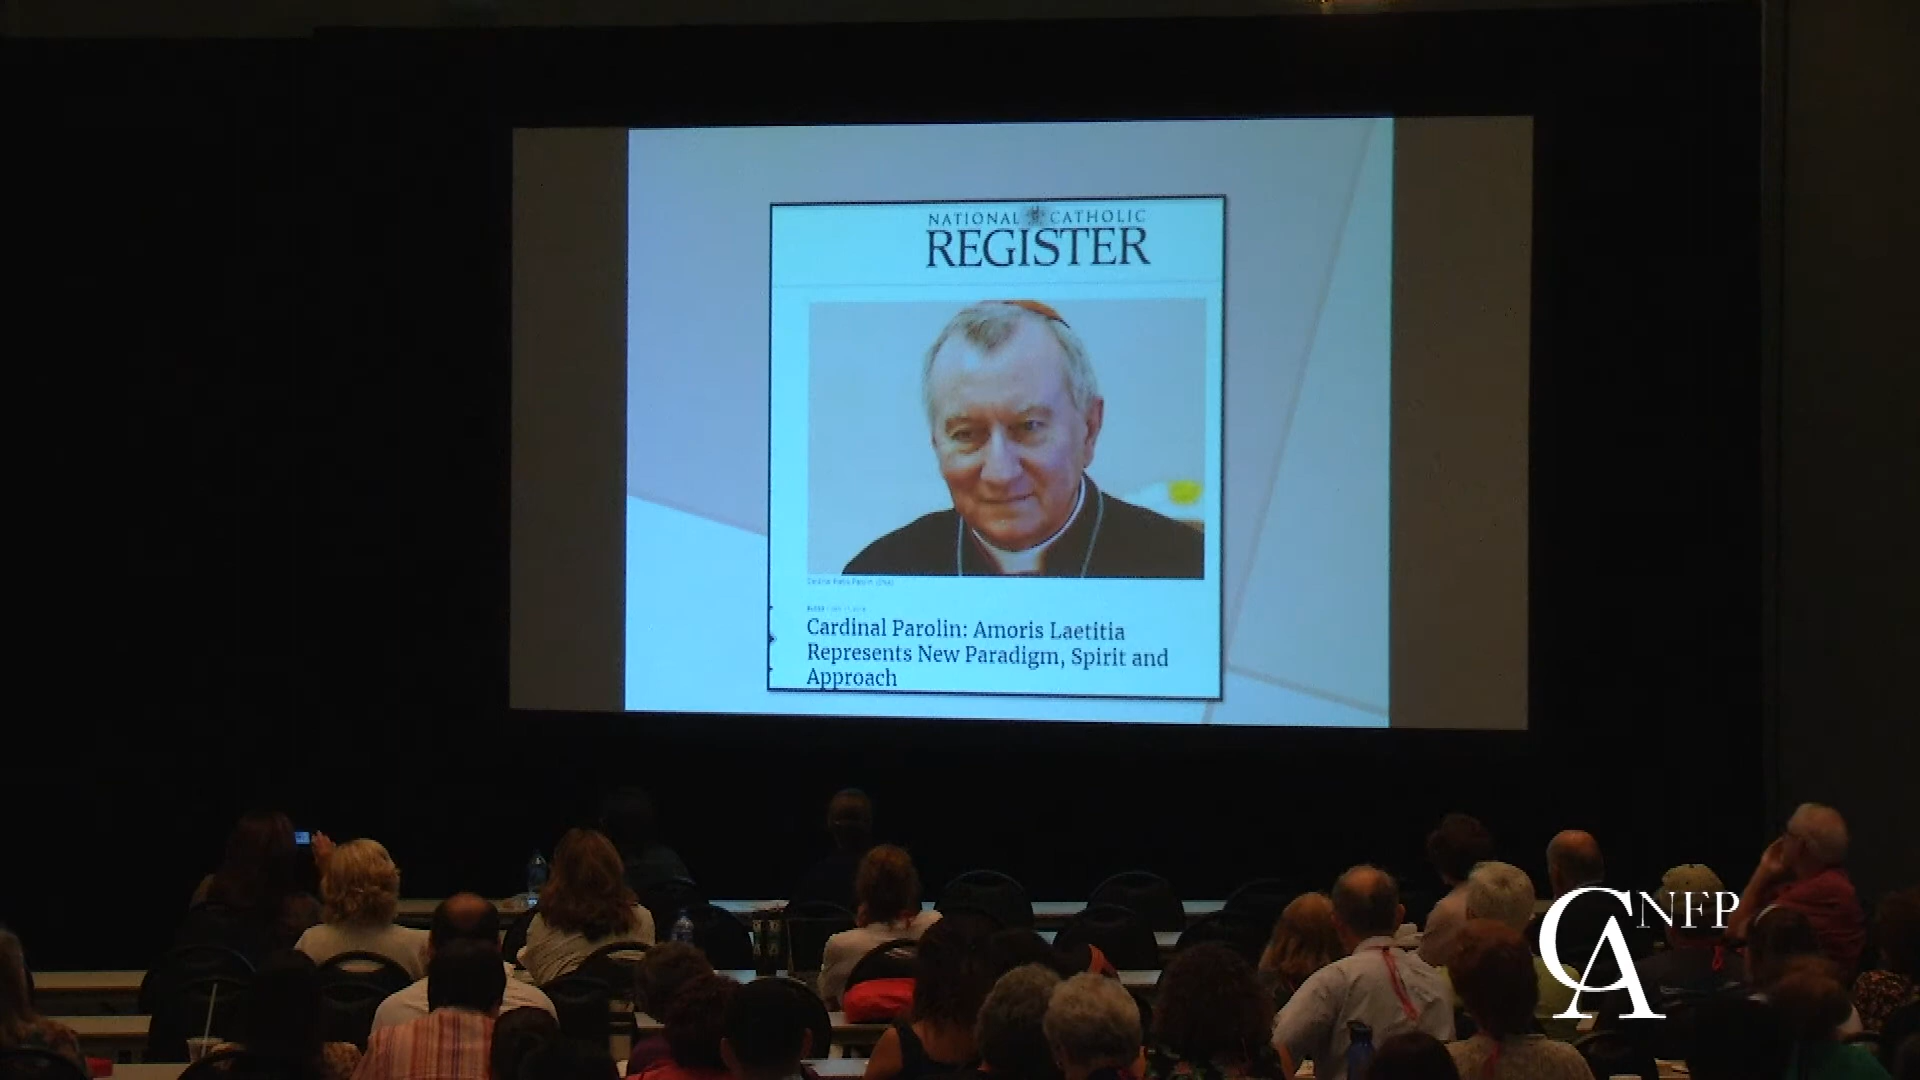 NATIONAL CATHOLIC
REGISTER
Cardinal Parolin: Amoris Laetitia
Represents New Paradigm, Spirit and
Approach
CA NFP